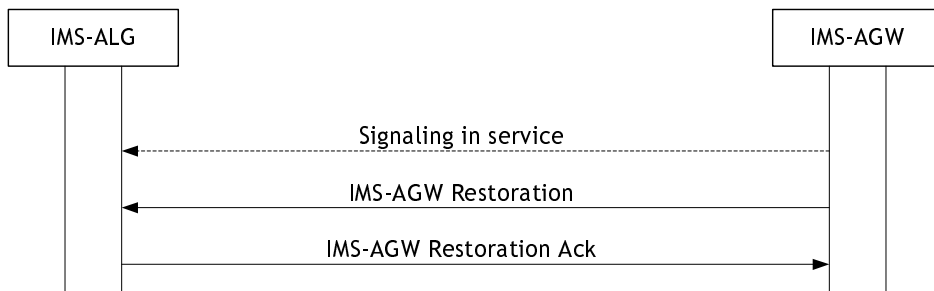 IMS-ALG
IMS-AGW
Signaling in service
IMS-AGW Restoration
IMS-AGW Restoration Ack